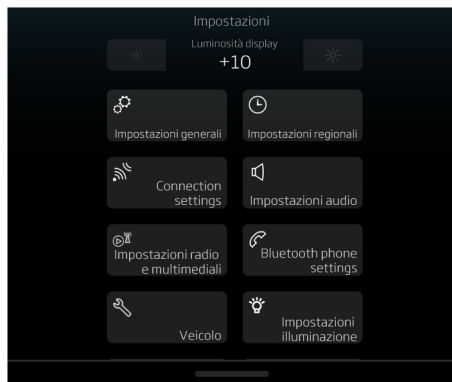 Impostazioni
Luminosità display
+10
Impostazioni generali
Impostazioni regionali
Connection
settings
Impostazioni audio
Impostazioni radio
e multimediali
Bluetooth phone
settings
Veicolo
Impostazioni
illuminazione